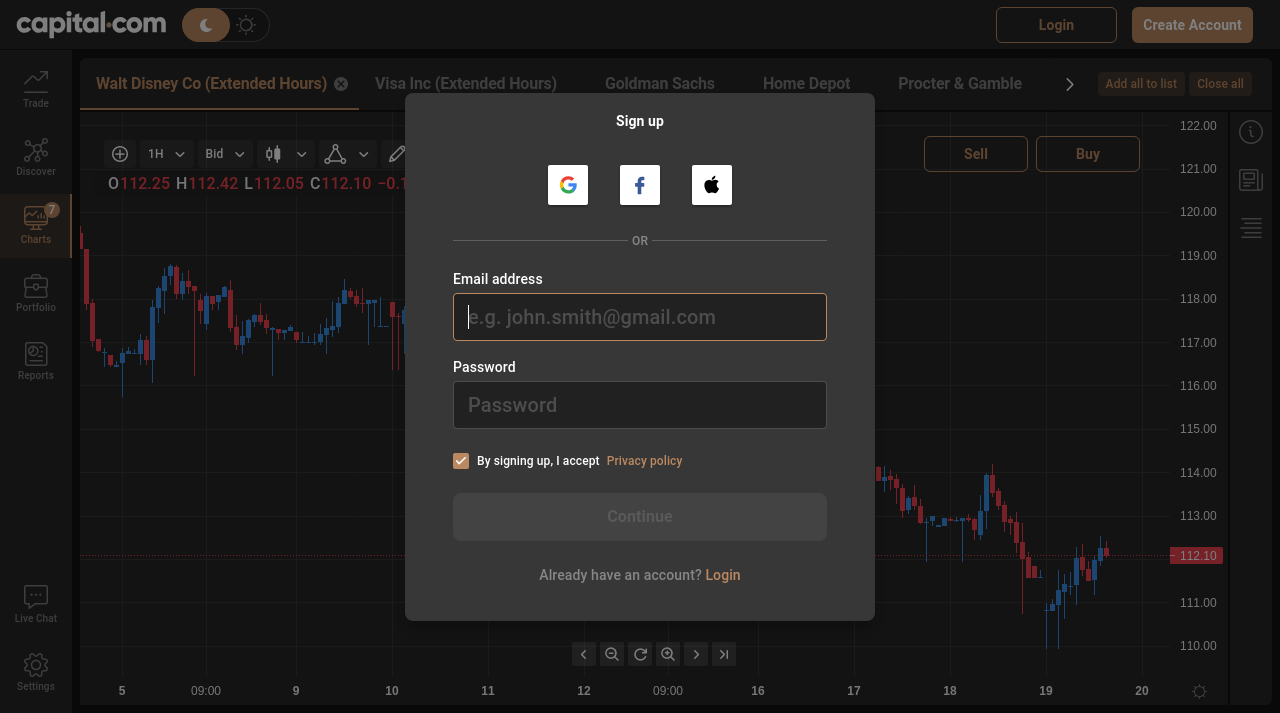 capital.com
Login
Create Account
Walt Disney Co (Extended Hours)
Visa Inc (Extended Hours)
Goldman Sachs
Home Depot
Procter & Gamble
Add all to list
Close all
Trade
Discover
7
Charts
Portfolio
Reports
Live Chat
Settings
1H
Bid
O112.25 H112.42 L112.05 C112.10 −0.1
Sell
Buy
Sign up
OR
Email address
e.g. john.smith@gmail.com
Password
Password
By signing up, I accept Privacy policy
Continue
Already have an account? Login
122.00
121.00
120.00
119.00
118.00
117.00
116.00
115.00
114.00
113.00
112.10
111.00
110.00
5
09:00
9
10
11
12
09:00
16
17
18
19
20